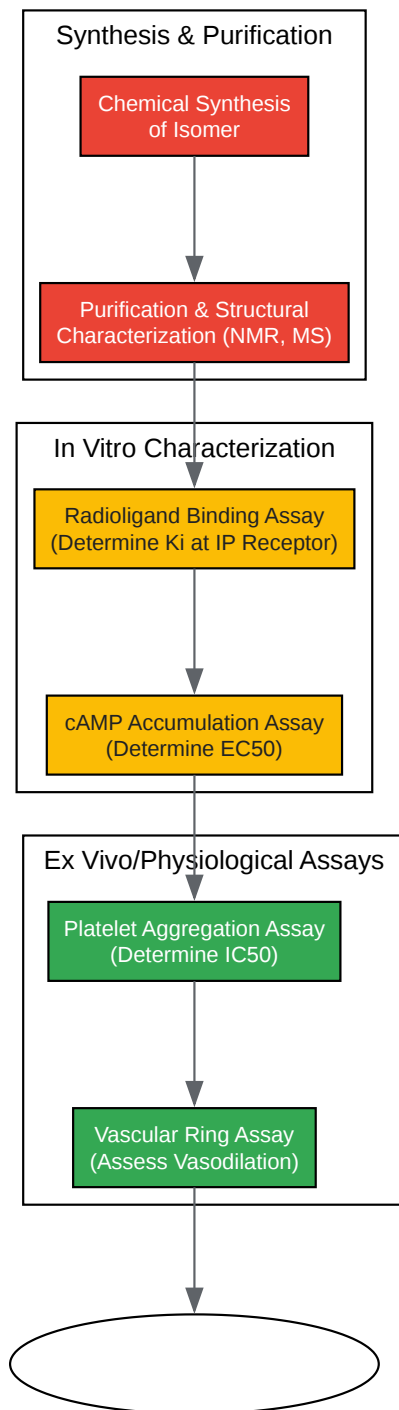 Synthesis & Purification
Chemical Synthesis
of Isomer
Purification & Structural
Characterization (NMR, MS)
In Vitro Characterization
Radioligand Binding Assay
(Determine Ki at IP Receptor)
cAMP Accumulation Assay
(Determine EC50)
Ex Vivo/Physiological Assays
Platelet Aggregation Assay
(Determine IC50)
Vascular Ring Assay
(Assess Vasodilation)